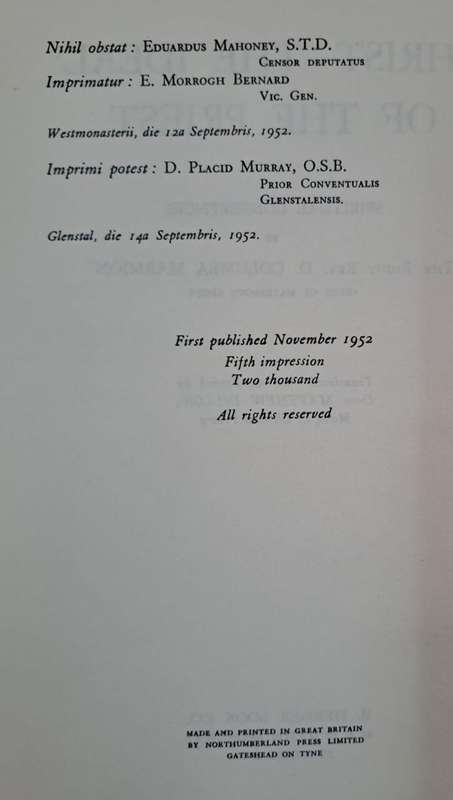 Nihil obstat : Eduardus Mahoney, S.T.D.
Censor deputatus
Imprimatur : E. Morrogh Bernard
Vic. Gen.
Westmonasterii, die 12a Septembris, 1952.
Imprimi potest : D. Placid Murray, O.S.B.
Prior Conventualis
Glenstalensis.
Glenstal, die 14a Septembris, 1952.
First published November 1952
Fifth impression
Two thousand
All rights reserved
MADE AND PRINTED IN GREAT BRITAIN
BY NORTHUMBERLAND PRESS LIMITED
GATESHEAD ON TYNE